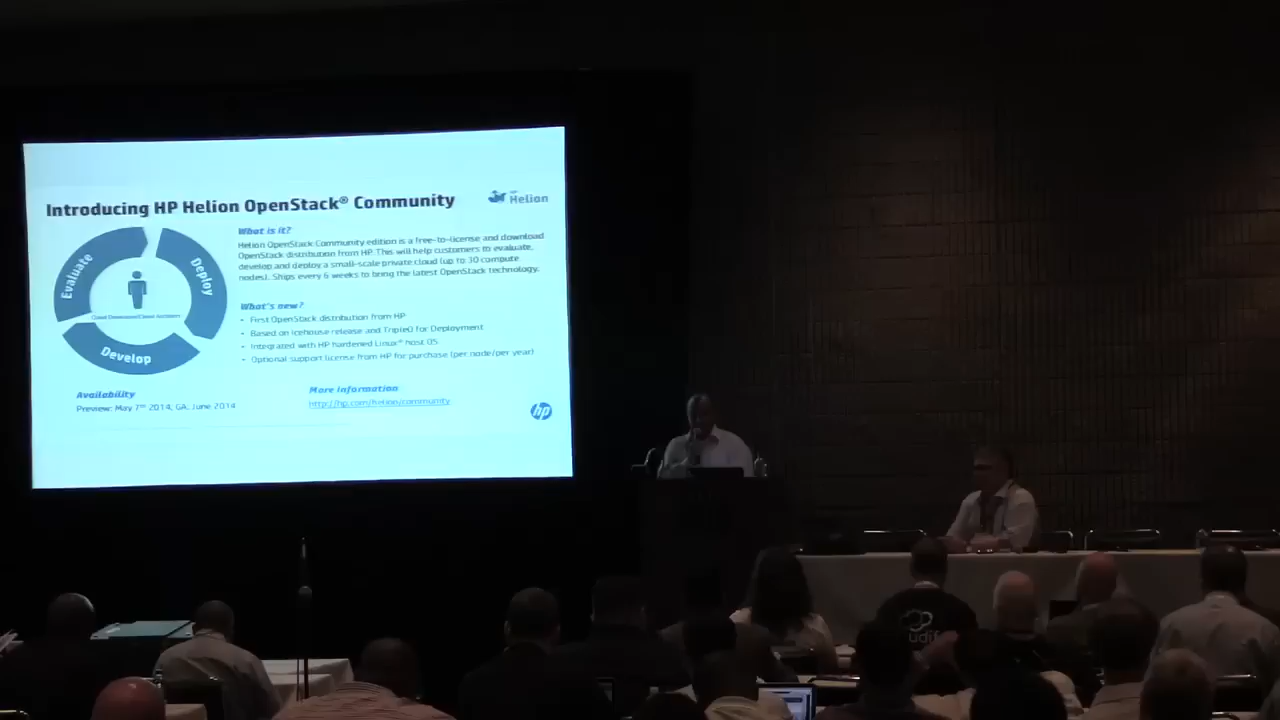 Introducing HP Helion OpenStack® Community
HP
Helion
Evaluate
Deploy
Develop
What is it?
Helion OpenStack Community edition is a free-to-license and download
OpenStack distribution from HP. This will help customers to evaluate,
develop and deploy a small-scale private cloud (up to 30 compute
nodes). Ships every 6 weeks to bring the latest OpenStack technology.
What's new?
• First OpenStack distribution from HP
• Based on Icehouse release and TripleO for Deployment
• Integrated with HP hardened Linux® host OS
• Optional support license from HP for purchase (per node/per year)
Availability
Preview: May 7th 2014, GA, June 2014
More Information
http://hp.com/helion/community
hp